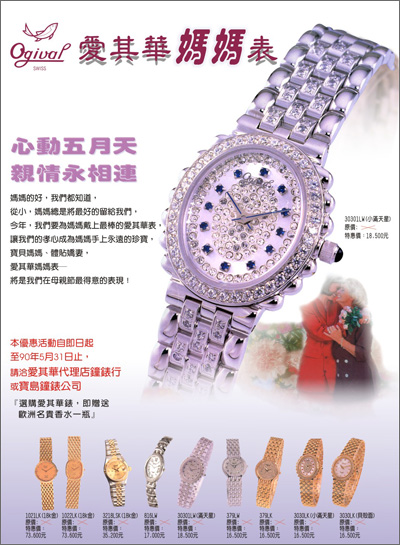 Ogival
SWISS
愛其華媽媽表
心動五月天
親情永相連
媽媽的好，我們都知道，
從小，媽媽總是將最好的留給我們，
今年，我們要為媽媽戴上最棒的愛其華表，
讓我們的孝心成為媽媽手上永遠的珍寶，
寶貝媽媽、體貼嬌妻，
愛其華媽媽表─
將是我們在母親節最得意的表現！
3030lLW(小滿天星)
原價：
特惠價：18.500元
本優惠活動自即日起
至90年5月31日止，
請洽愛其華代理店鐘錶行
或寶島鐘錶公司
『選購愛其華錶，即贈送
歐洲名貴香水一瓶』
1021LK(18k金)
原價：
特惠價：
73.600元
1022LK(18k金)
原價：
特惠價：
73.600元
3218LSK(18k金)
原價：
特惠價：
35.200元
816LW
原價：
特惠價：
17.000元
3030lLW(滿天星)
原價：
特惠價：
18.500元
379LW
原價：
特惠價：
16.500元
379LK
原價：
特惠價：
16.500元
3030LK(小滿天星)
原價：
特惠價：
16.500元
3030LK(貝殼面)
原價：
特惠價：
16.500元